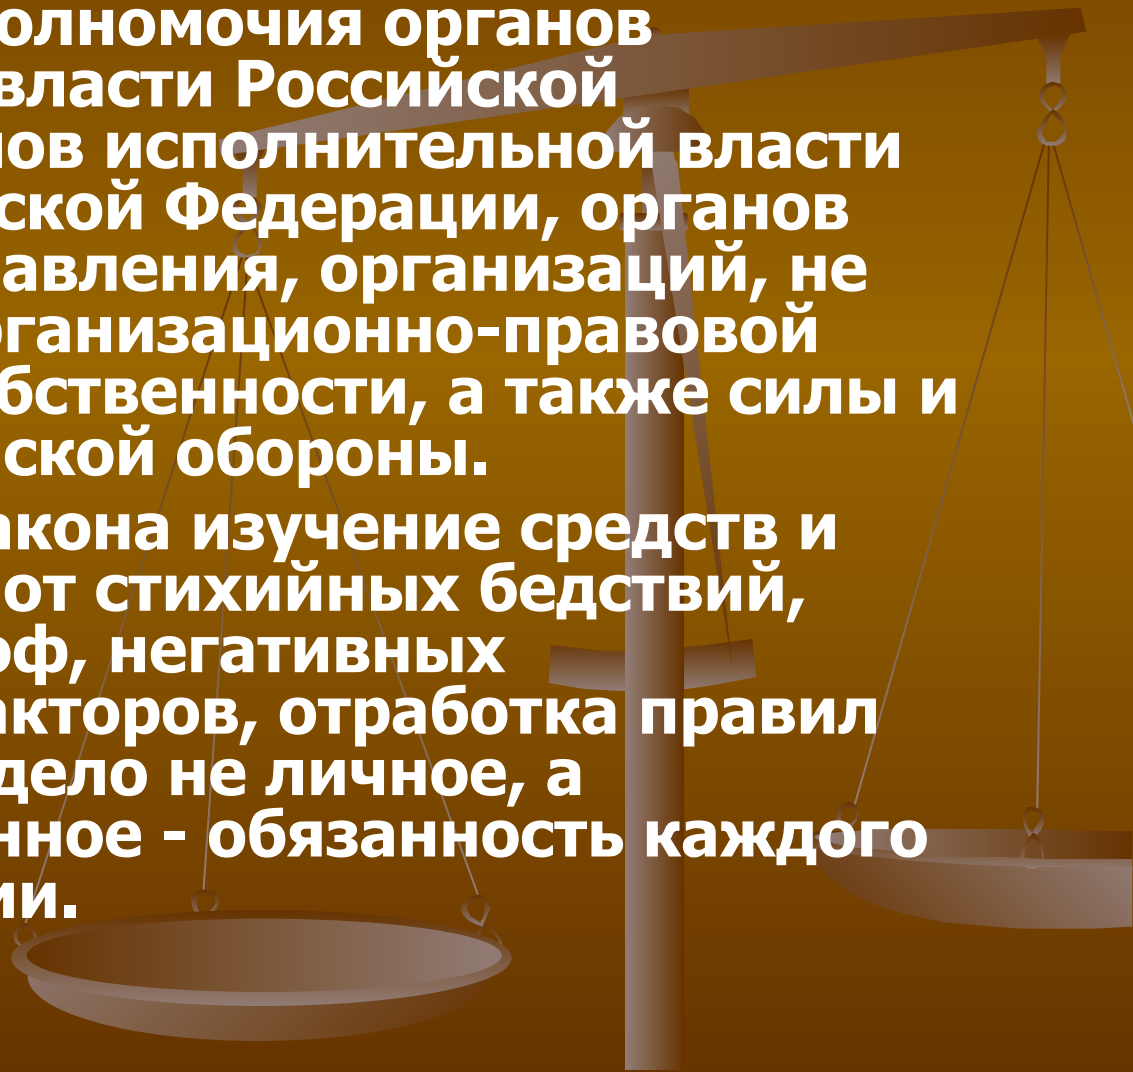 олномочия органов
власти Российской
ов исполнительной власти
ской Федерации, органов
авления, организаций, не
рганизационно-правовой
бственности, а также силы и
ской обороны.
акона изучение средств и
от стихийных бедствий,
оф, негативных
акторов, отработка правил
дело не личное, а
нное - обязанность каждого
ии.